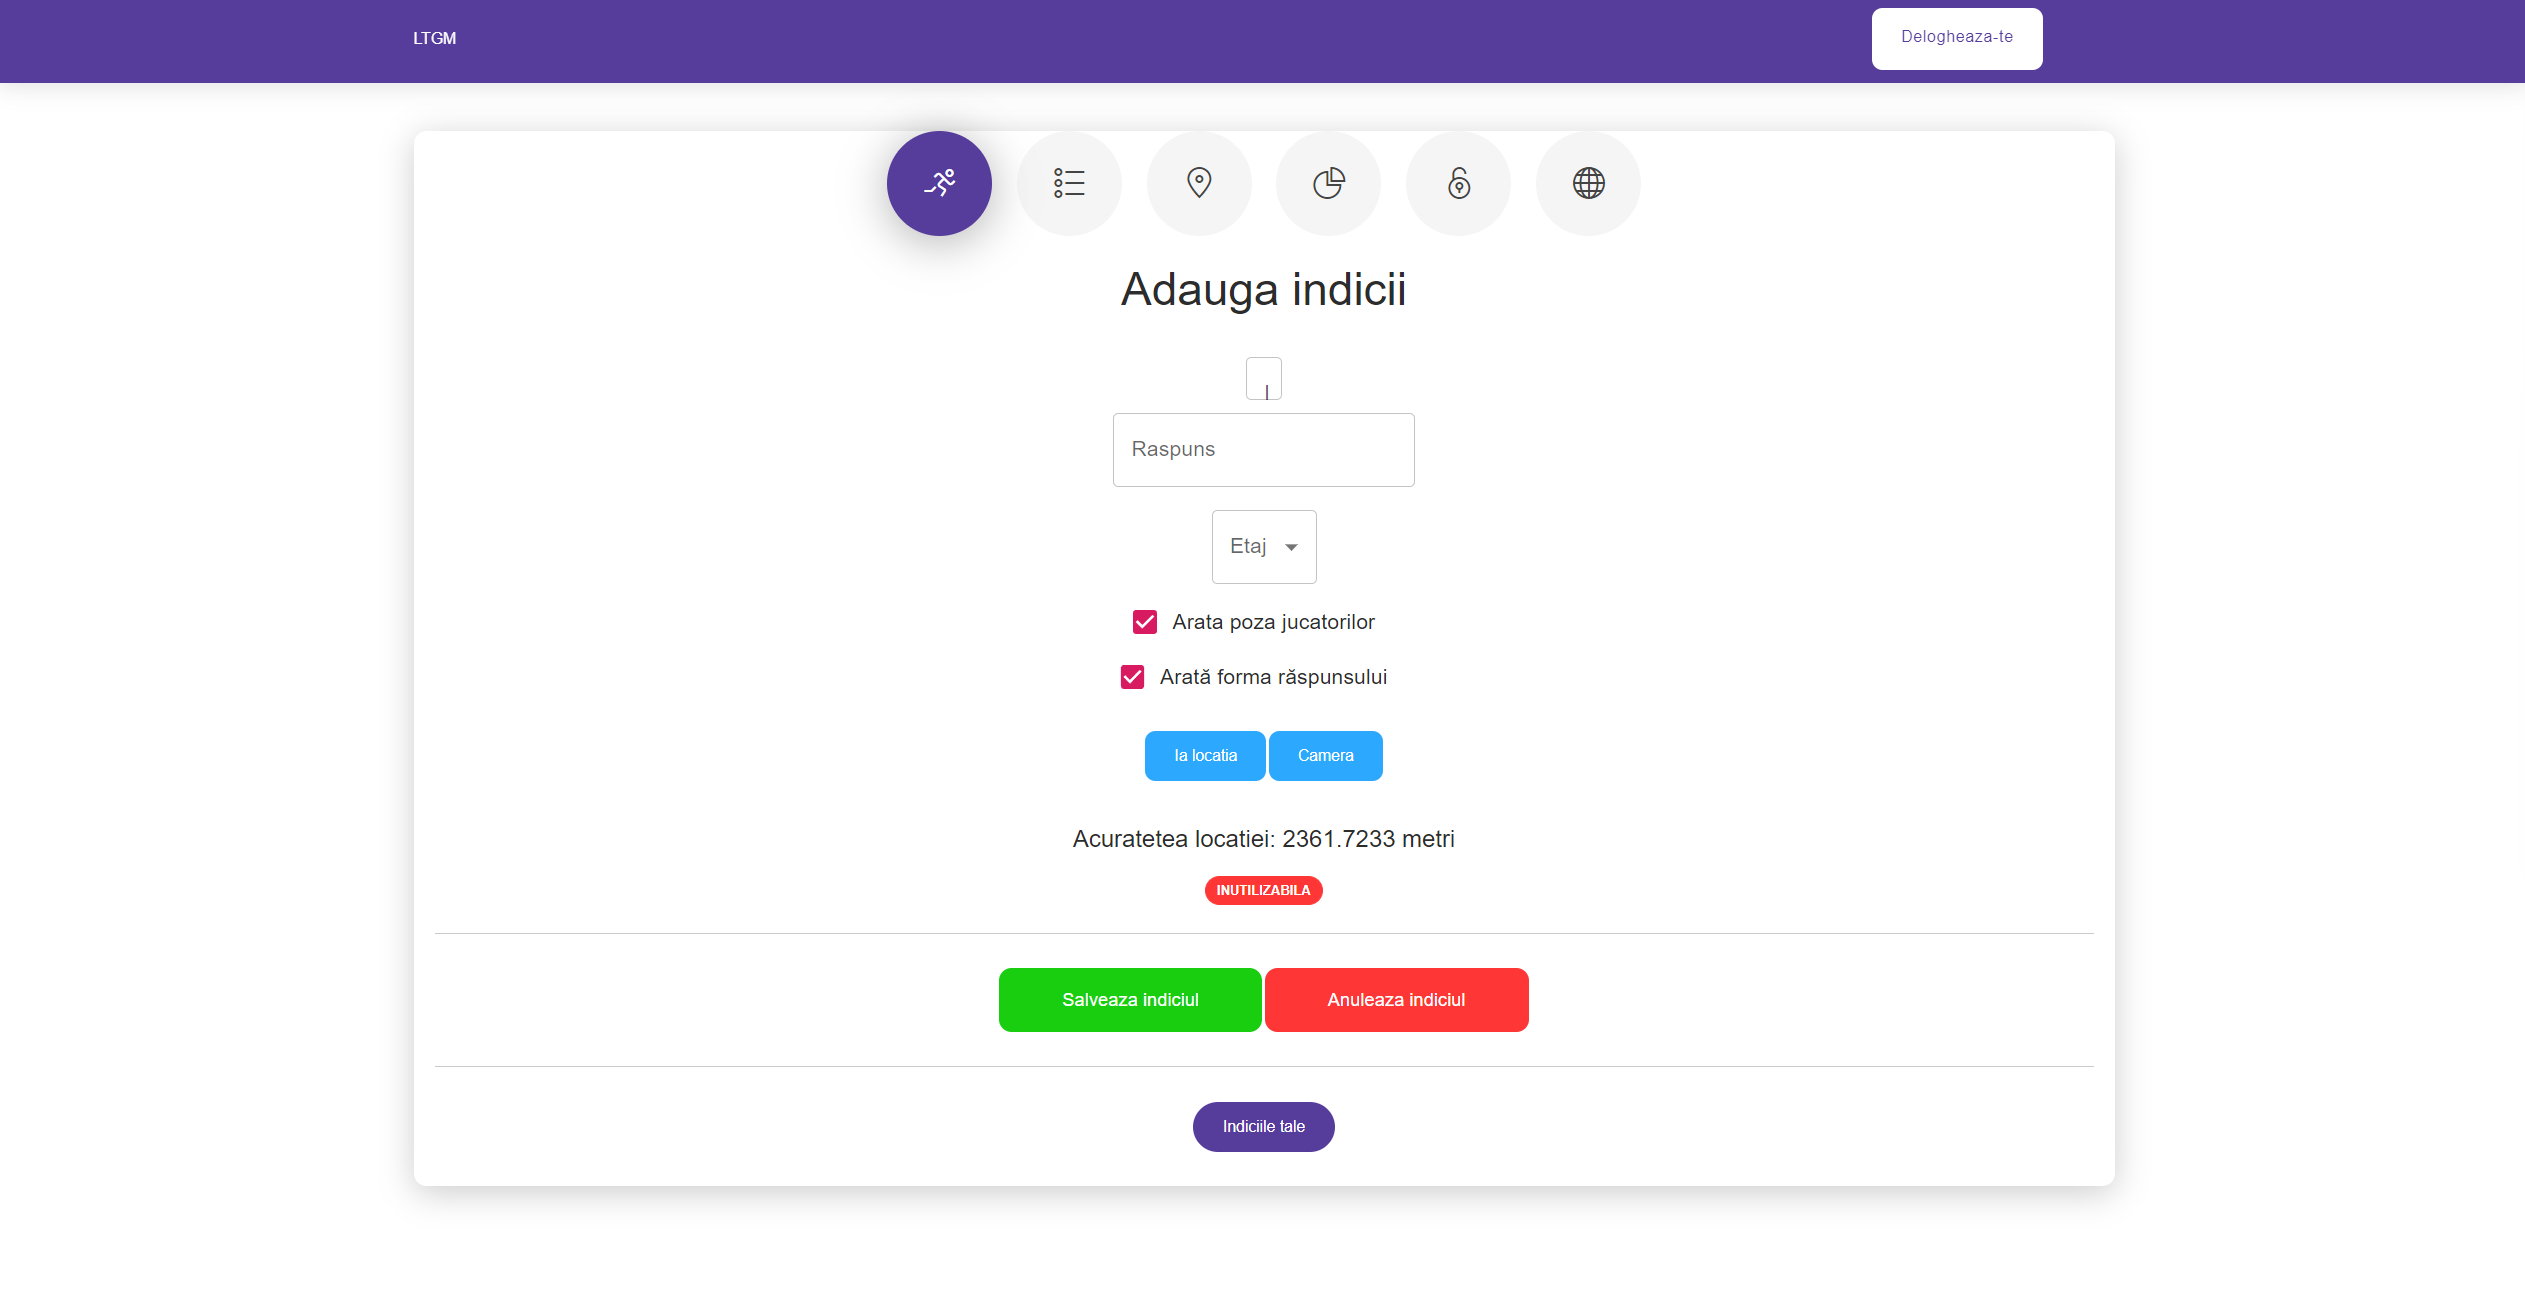 LTGM
Delogheaza-te
Adauga indicii
Raspuns
Etaj
Arata poza jucatorilor
Arată forma răspunsului
Ia locatia
Camera
Acuratetea locatiei: 2361.7233 metri
INUTILIZABILA
Salveaza indiciul
Anuleaza indiciul
Indiciile tale